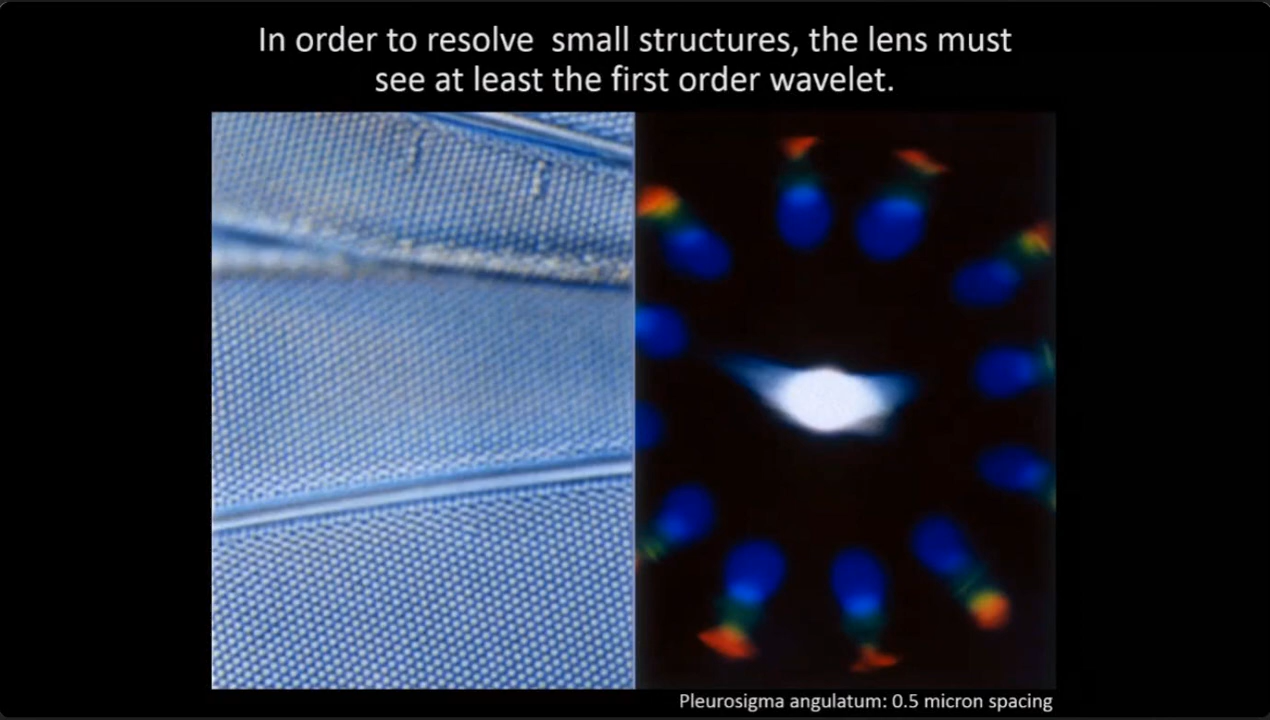 In order to resolve  small structures, the lens must
see at least the first order wavelet.
Pleurosigma angulatum: 0.5 micron spacing